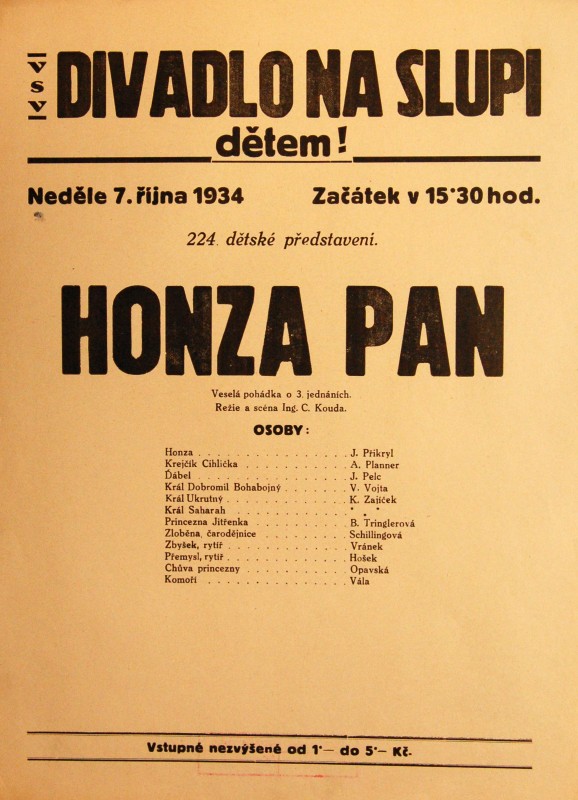 VSV
DIVADLO NA SLUPI
dětem!
Neděle 7. října 1934 Začátek v 15·30 hod.
224. dětské představení.
HONZA PAN
Veselá pohádka o 3. jednáních.
Režie a scéna Ing. C. Kouda.
OSOBY:
Honza . . . . . . . . . . . . . . . . J. Přikryl
Krejčík Cihlička . . . . . . . . . . . A. Planner
Ďábel . . . . . . . . . . . . . . . . J. Pelc
Král Dobromil Bohabojný . . . . . . . V. Vojta
Král Ukrutný . . . . . . . . . . . . . K. Zajíček
Král Saharah . . . . . . . . . . . . * * *
Princezna Jitřenka . . . . . . . . . . B. Tringlerová
Zloběna, čarodějnice . . . . . . . . . Schillingová
Zbyšek, rytíř . . . . . . . . . . . . Vránek
Přemysl, rytíř . . . . . . . . . . . . Hošek
Chůva princezny . . . . . . . . . . . Opavská
Komoří . . . . . . . . . . . . . . . Vála
Vstupné nezvýšené od 1·— do 5·— Kč.